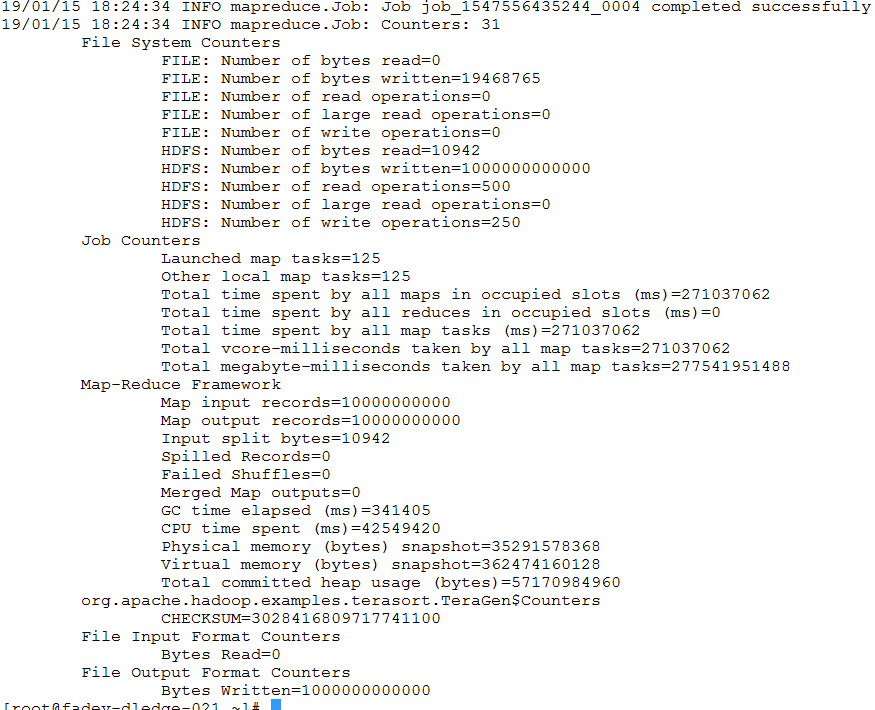 19/01/15 18:24:34 INFO mapreduce.Job: Job job_1547556435244_0004 completed successfully
19/01/15 18:24:34 INFO mapreduce.Job: Counters: 31
File System Counters
FILE: Number of bytes read=0
FILE: Number of bytes written=19468765
FILE: Number of read operations=0
FILE: Number of large read operations=0
FILE: Number of write operations=0
HDFS: Number of bytes read=10942
HDFS: Number of bytes written=1000000000000
HDFS: Number of read operations=500
HDFS: Number of large read operations=0
HDFS: Number of write operations=250
Job Counters
Launched map tasks=125
Other local map tasks=125
Total time spent by all maps in occupied slots (ms)=271037062
Total time spent by all reduces in occupied slots (ms)=0
Total time spent by all map tasks (ms)=271037062
Total vcore-milliseconds taken by all map tasks=271037062
Total megabyte-milliseconds taken by all map tasks=277541951488
Map-Reduce Framework
Map input records=10000000000
Map output records=10000000000
Input split bytes=10942
Spilled Records=0
Failed Shuffles=0
Merged Map outputs=0
GC time elapsed (ms)=341405
CPU time spent (ms)=42549420
Physical memory (bytes) snapshot=35291578368
Virtual memory (bytes) snapshot=362474160128
Total committed heap usage (bytes)=57170984960
org.apache.hadoop.examples.terasort.TeraGen$Counters
CHECKSUM=3028416809717741100
File Input Format Counters
Bytes Read=0
File Output Format Counters
Bytes Written=1000000000000
[root@fadev-dledge-021 ~]#